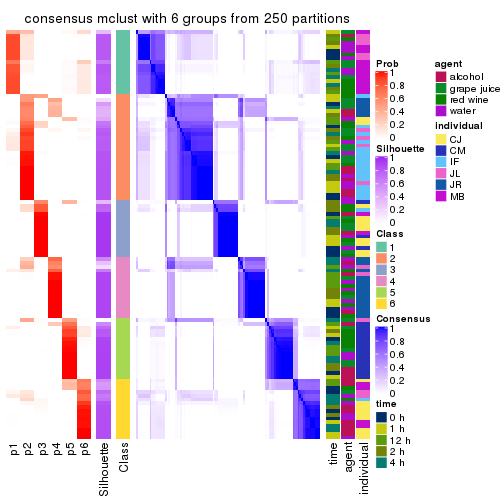 consensus mclust with 6 groups from 250 partitions
p1
p2
p3
p4
p5
p6
Silhouette
Class
time
agent
individual
Prob
1
0.8
0.6
0.4
0.2
0
Silhouette
1
0.8
0.6
0.4
0.2
0
Class
1
2
3
4
5
6
Consensus
1
0.8
0.6
0.4
0.2
0
time
0 h
1 h
12 h
2 h
4 h
agent
alcohol
grape juice
red wine
water
Individual
CJ
CM
IF
JL
JR
MB